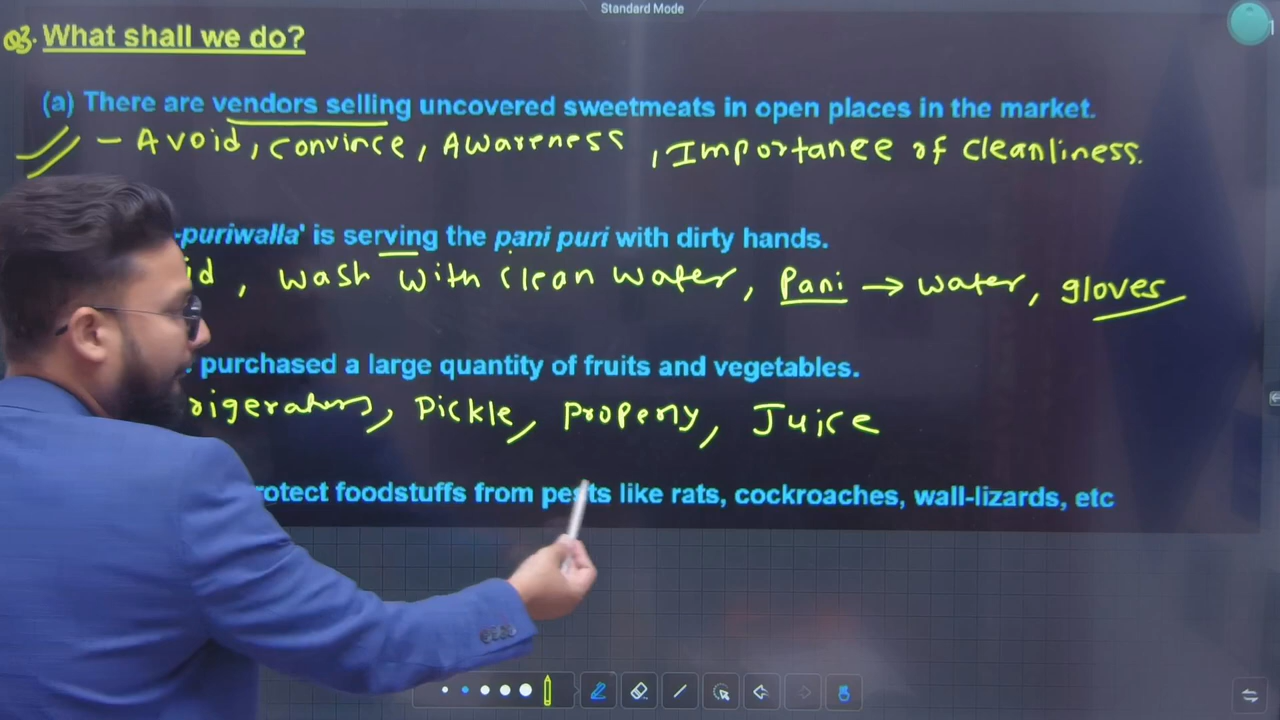 Standard Mode
Q3. What shall we do?
(a) There are vendors selling uncovered sweetmeats in open places in the market.
- Avoid, convince, Awareness, Importance of cleanliness.
-puriwalla' is serving the pani puri with dirty hands.
id, wash with clean water, Pani → water, gloves
purchased a large quantity of fruits and vegetables.
Pickle, Juice
rotect foodstuffs from pests like rats, cockroaches, wall-lizards, etc